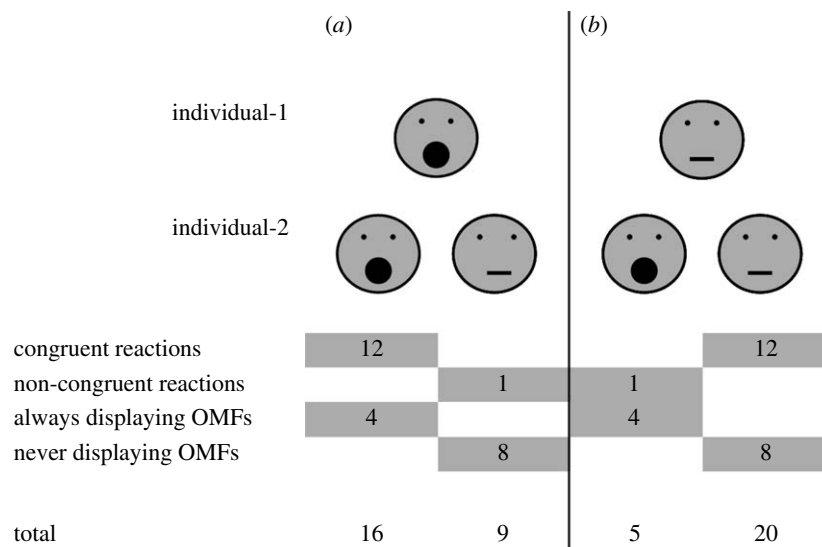 (a) (b)
individual-1
individual-2
congruent reactions 12 12
non-congruent reactions 1 1
always displaying OMFs 4 4
never displaying OMFs 8 8
total 16 9 5 20